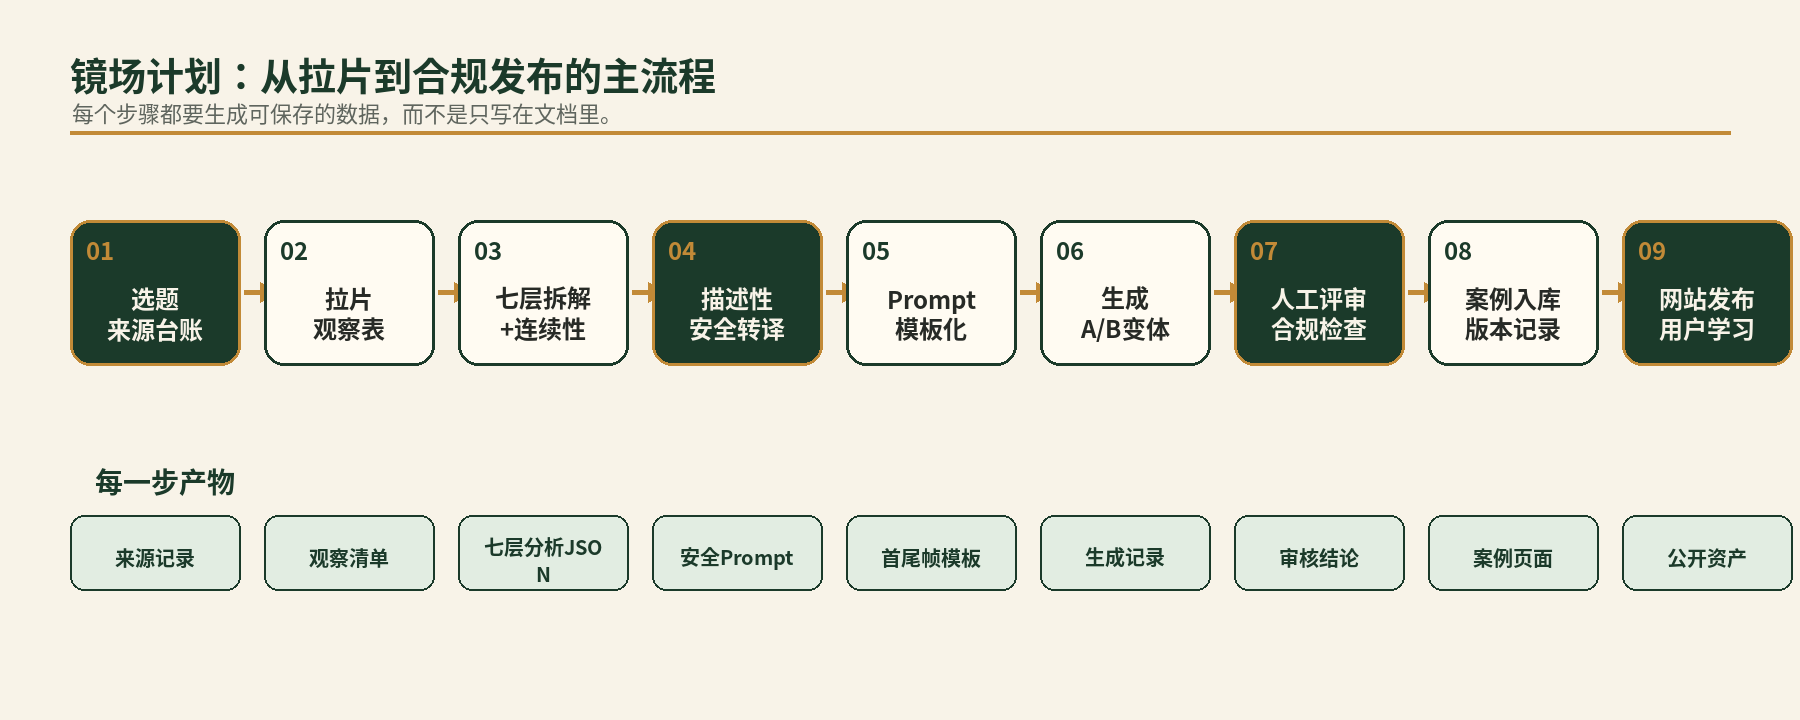 镜场计划：从拉片到合规发布的主流程
每个步骤都要生成可保存的数据，而不是只写在文档里。
01
选题
来源台账
02
拉片
观察表
03
七层拆解
+连续性
04
描述性
安全转译
05
Prompt
模板化
06
生成
A/B变体
07
人工评审
合规检查
08
案例入库
版本记录
09
网站发布
用户学习
每一步产物
来源记录
观察清单
七层分析JSO
N
安全Prompt
首尾帧模板
生成记录
审核结论
案例页面
公开资产